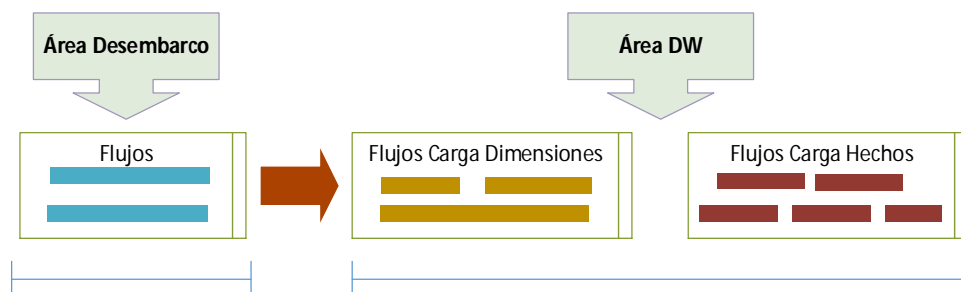 Área Desembarco
Área DW
Flujos
Flujos Carga Dimensiones
Flujos Carga Hechos